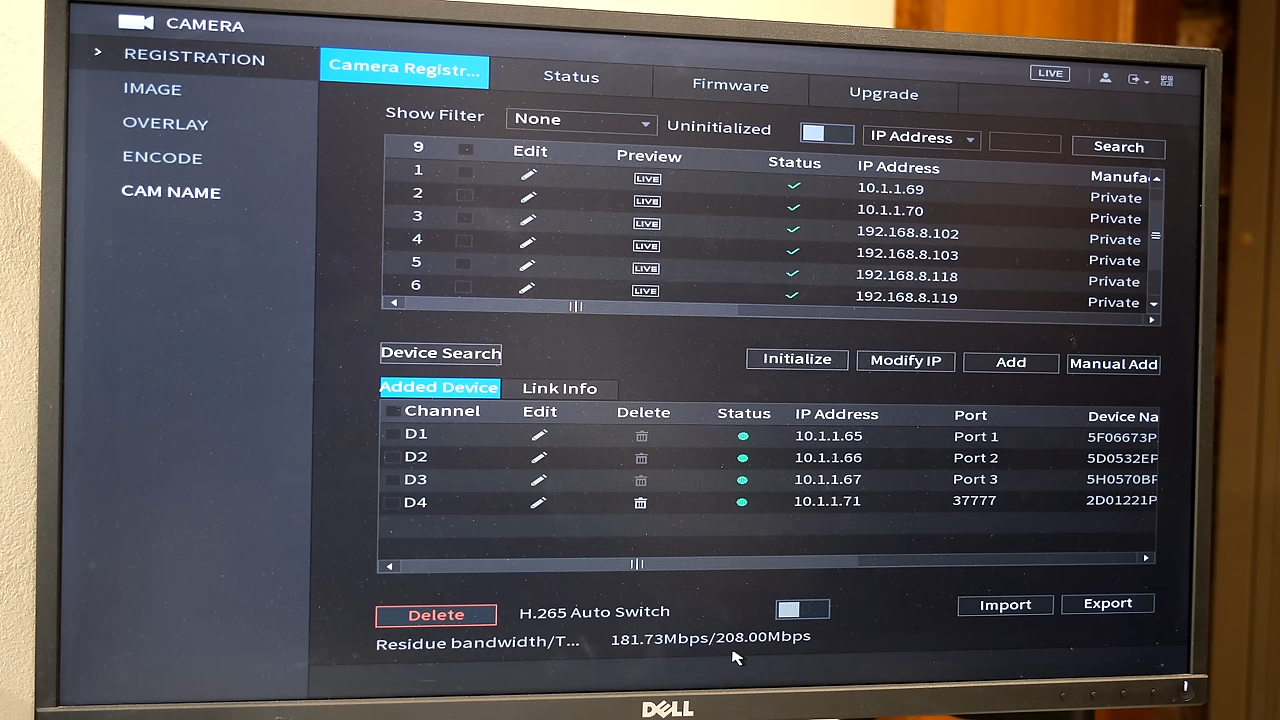 CAMERA
REGISTRATION
IMAGE
OVERLAY
ENCODE
CAM NAME
Camera Registr...
Status
Firmware
Upgrade
LIVE
Show Filter
None
Uninitialized
IP Address
Search
9 Edit Preview Status IP Address Manufa
1 LIVE 10.1.1.69 Private
2 LIVE 10.1.1.70 Private
3 LIVE 192.168.8.102 Private
4 LIVE 192.168.8.103 Private
5 LIVE 192.168.8.118 Private
6 LIVE 192.168.8.119 Private
Device Search
Initialize
Modify IP
Add
Manual Add
Added Device
Link Info
Channel Edit Delete Status IP Address Port Device Na
D1 10.1.1.65 Port 1 5F06673P
D2 10.1.1.66 Port 2 5D0532EP
D3 10.1.1.67 Port 3 5H0570BF
D4 10.1.1.71 37777 2D01221P
Delete
H.265 Auto Switch
Import
Export
Residue bandwidth/T... 181.73Mbps/208.00Mbps
DELL